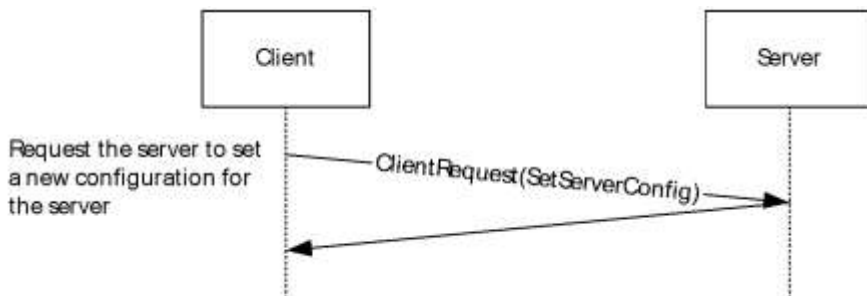 Client
Server
Request the server to set
a new configuration for
the server
ClientRequest(SetServerConfig)